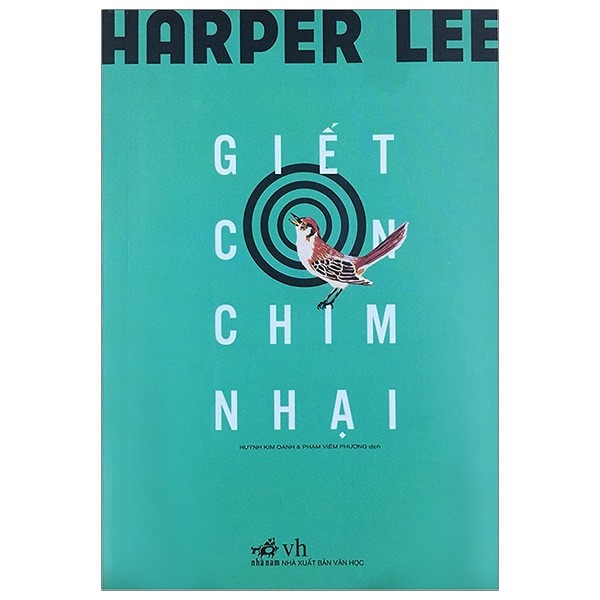 HARPER LEE
GIẾT
CON
CHIM
NHẠI
HUỲNH KIM OANH & PHẠM VIÊM PHƯƠNG dịch
vh
nhã nam NHÀ XUẤT BẢN VĂN HỌC